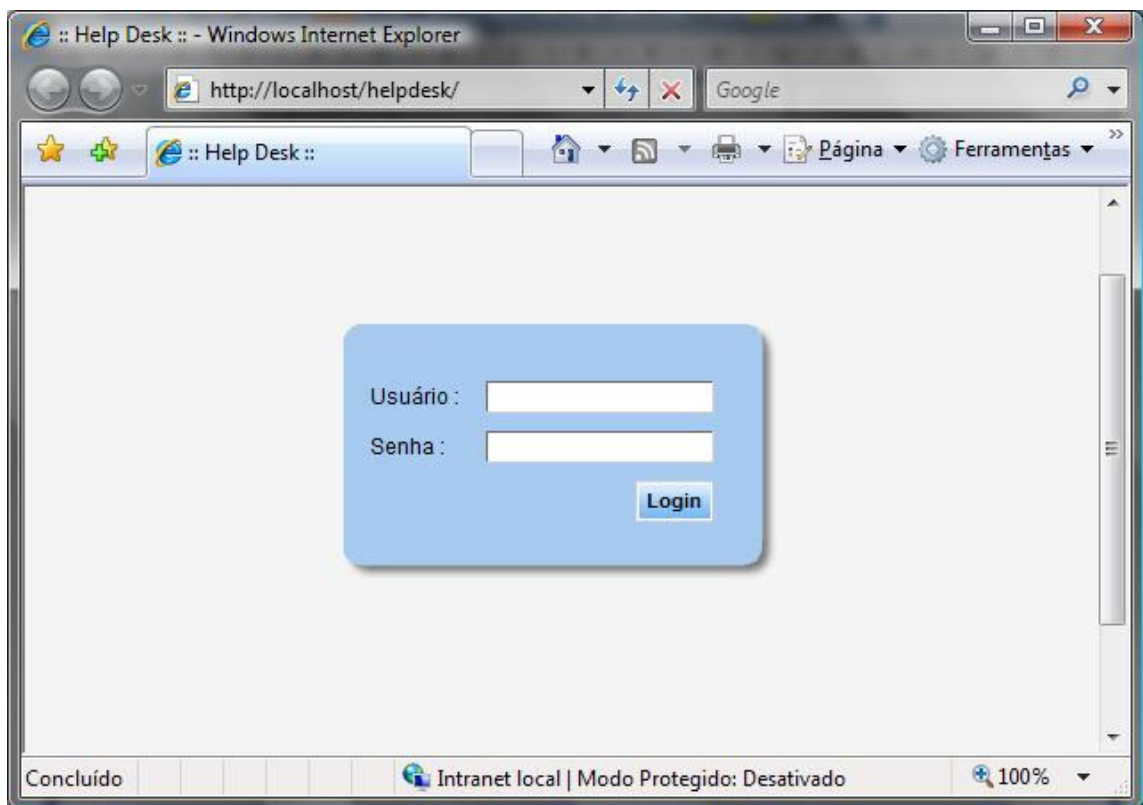 :: Help Desk :: - Windows Internet Explorer
http://localhost/helpdesk/ Google
:: Help Desk :: Página Ferramentas »
Usuário :
Senha :
Login
Concluído Intranet local | Modo Protegido: Desativado 100%